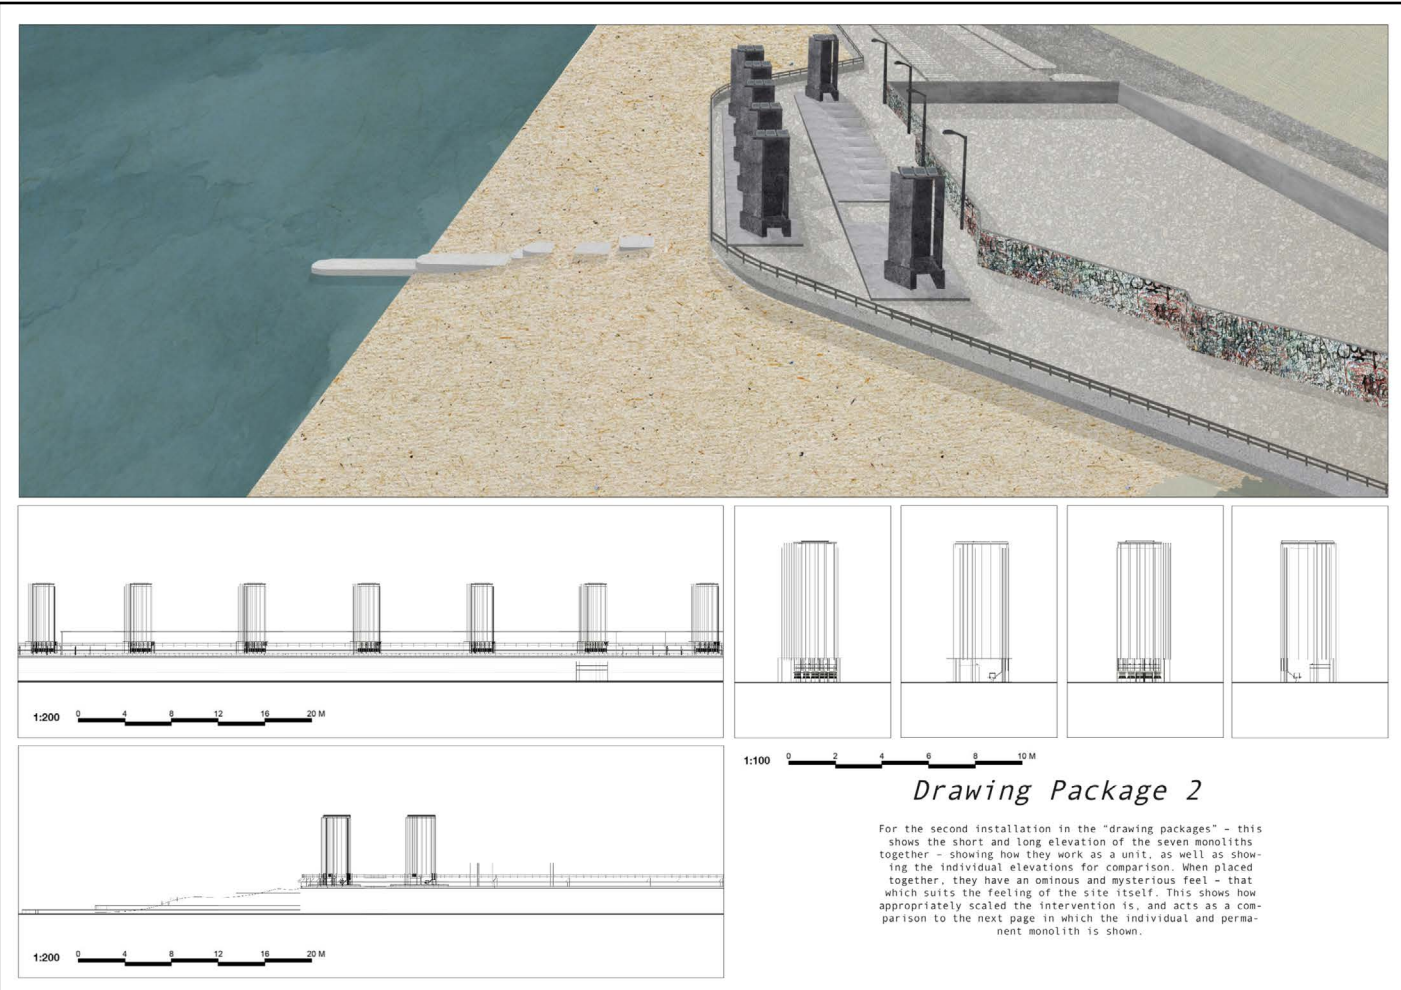 1:200 0 4 8 12 16 20 M
1:100 0 2 4 6 8 10 M
Drawing Package 2
For the second installation in the "drawing packages" – this
shows the short and long elevation of the seven monoliths
together – showing how they work as a unit, as well as show-
ing the individual elevations for comparison. When placed
together, they have an ominous and mysterious feel – that
which suits the feeling of the site itself. This shows how
appropriately scaled the intervention is, and acts as a com-
parison to the next page in which the individual and perma-
nent monolith is shown.
1:200 0 4 8 12 16 20 M